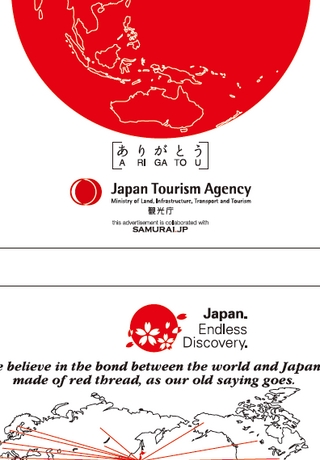 ありがとう
A RI GA TO U
Japan Tourism Agency
Ministry of Land, Infrastructure, Transport and Tourism
観光庁
this advertisement is collaborated with
SAMURAI.JP
Japan.
Endless
Discovery.
e believe in the bond between the world and Japan
made of red thread, as our old saying goes.